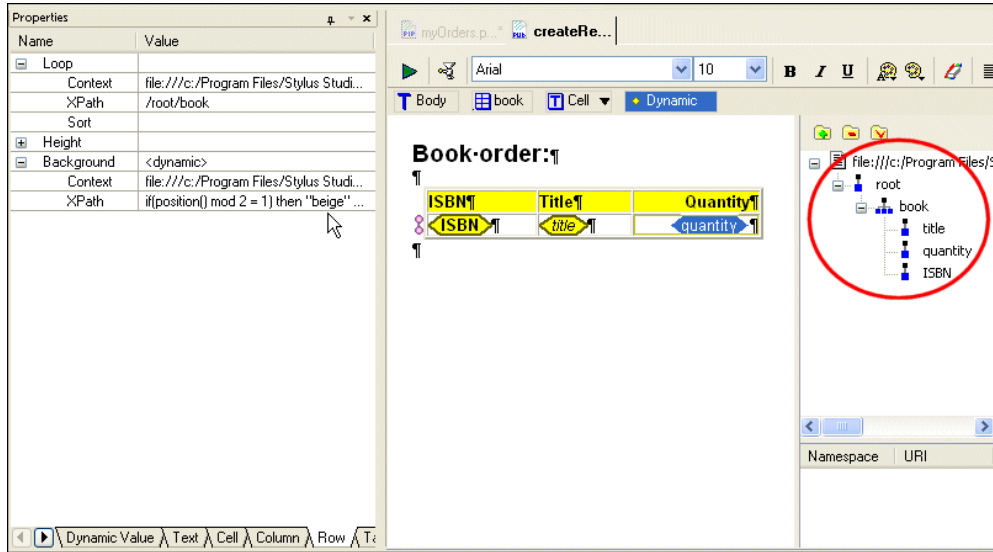 Properties
Name Value
Loop
Context file:///c:/Program Files/Stylus Studi...
XPath /root/book
Sort
Height
Background <dynamic>
Context file:///c:/Program Files/Stylus Studi...
XPath if(position() mod 2 = 1) then "beige" ...
Dynamic Value Text Cell Column Row Ta
myOrders.p...* createRe...
Arial 10 B I U
Body book Cell Dynamic
Book·order:¶
¶
ISBN¶ Title¶ Quantity¶
ISBN ¶ title ¶ quantity ¶
¶
file:///c:/Program Files/S
root
book
title
quantity
ISBN
Namespace URI